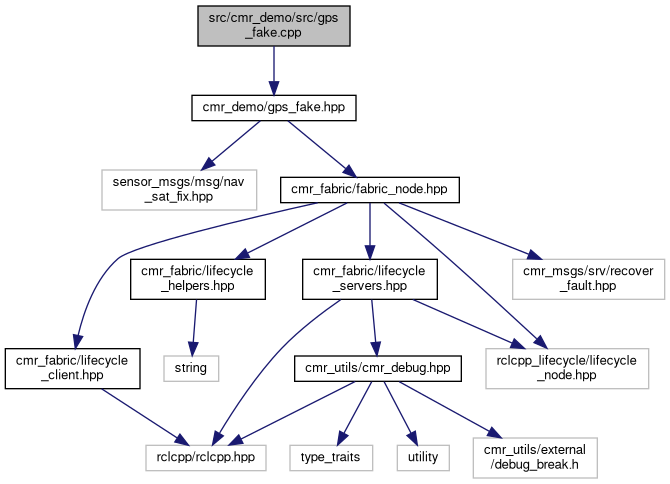 src/cmr_demo/src/gps
_fake.cpp
cmr_demo/gps_fake.hpp
sensor_msgs/msg/nav
_sat_fix.hpp
cmr_fabric/fabric_node.hpp
cmr_fabric/lifecycle
_helpers.hpp
cmr_fabric/lifecycle
_servers.hpp
cmr_msgs/srv/recover
_fault.hpp
cmr_fabric/lifecycle
_client.hpp
string
cmr_utils/cmr_debug.hpp
rclcpp_lifecycle/lifecycle
_node.hpp
rclcpp/rclcpp.hpp
type_traits
utility
cmr_utils/external
/debug_break.h